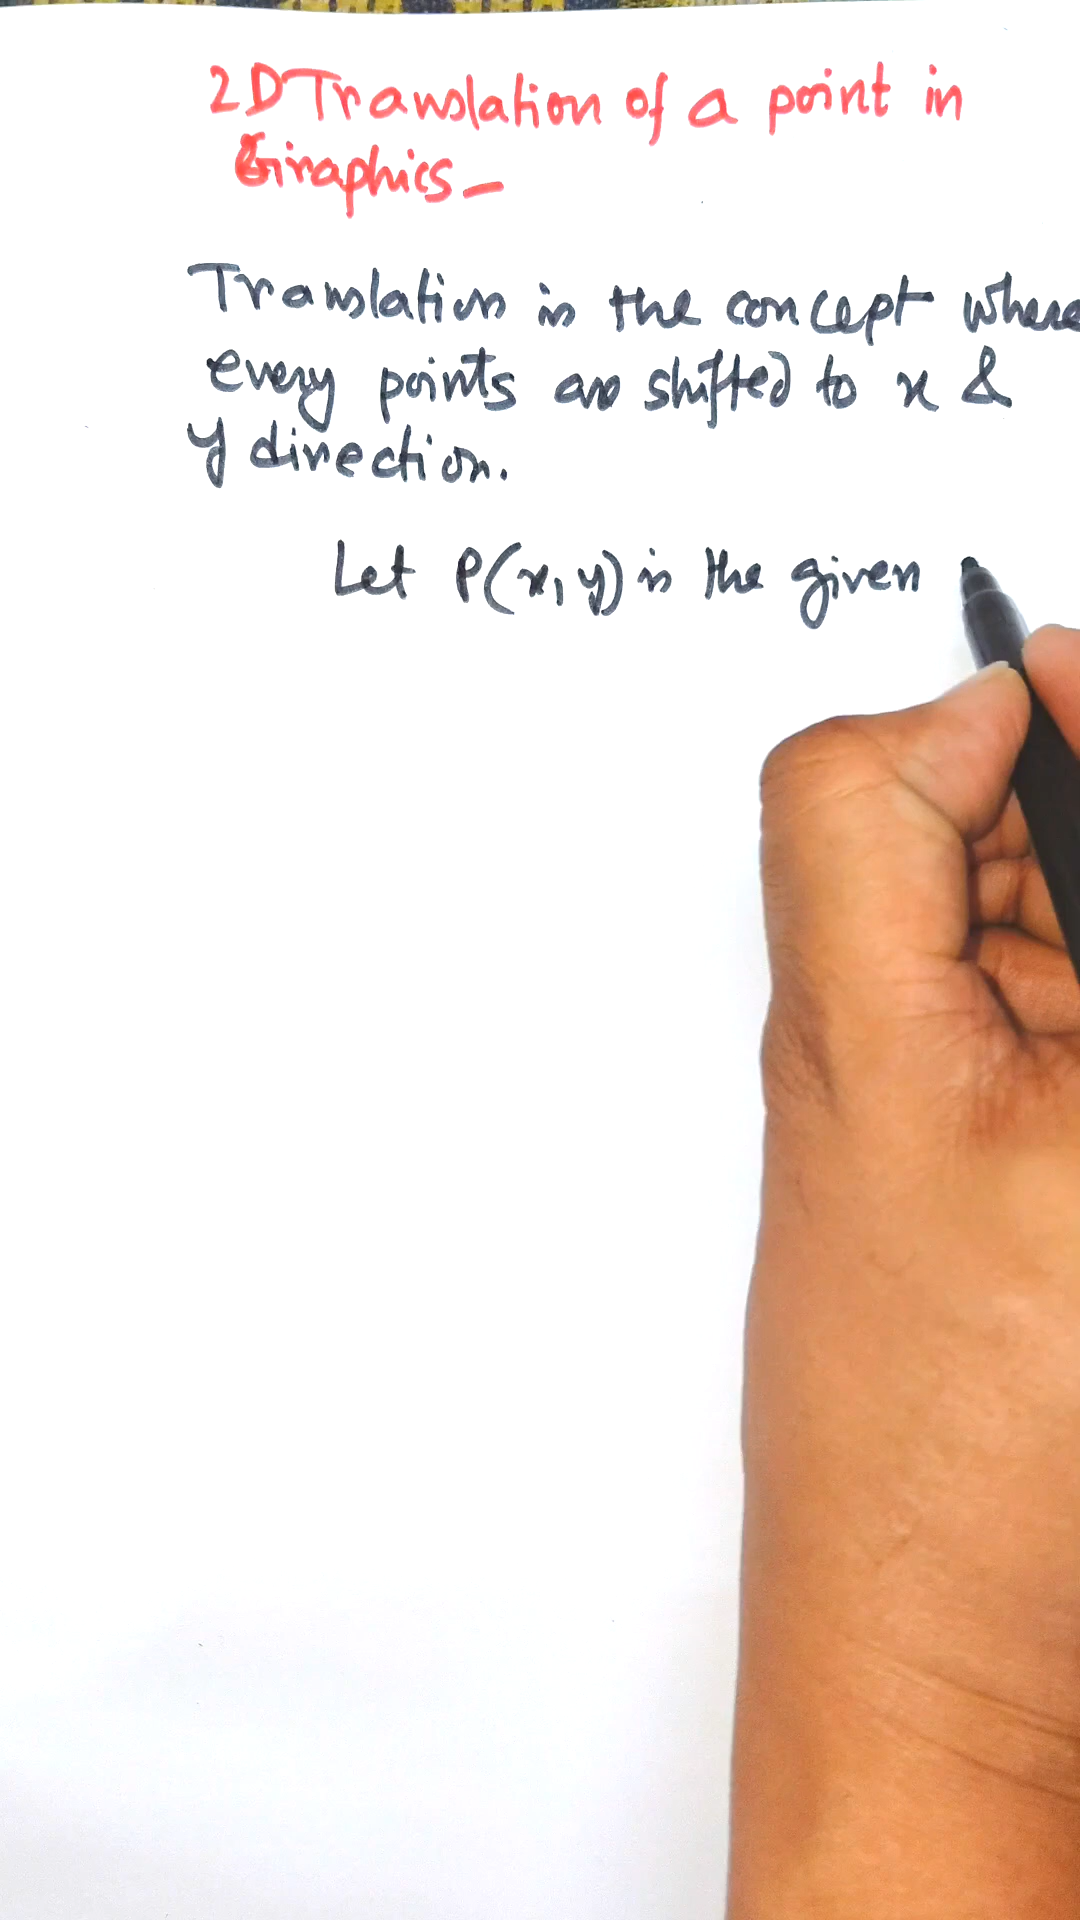 2D Translation of a point in
Graphics -
Translation is the concept where
every points are shifted to x &
y direction.
Let P(x, y) is the given